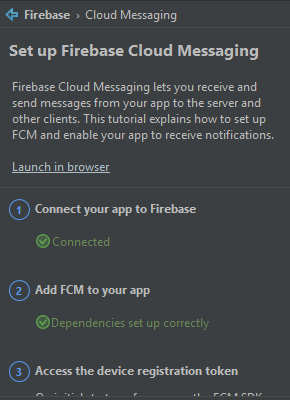 Firebase › Cloud Messaging
Set up Firebase Cloud Messaging
Firebase Cloud Messaging lets you receive and
send messages from your app to the server and
other clients. This tutorial explains how to set up
FCM and enable your app to receive notifications.
Launch in browser
1 Connect your app to Firebase
Connected
2 Add FCM to your app
Dependencies set up correctly
3 Access the device registration token